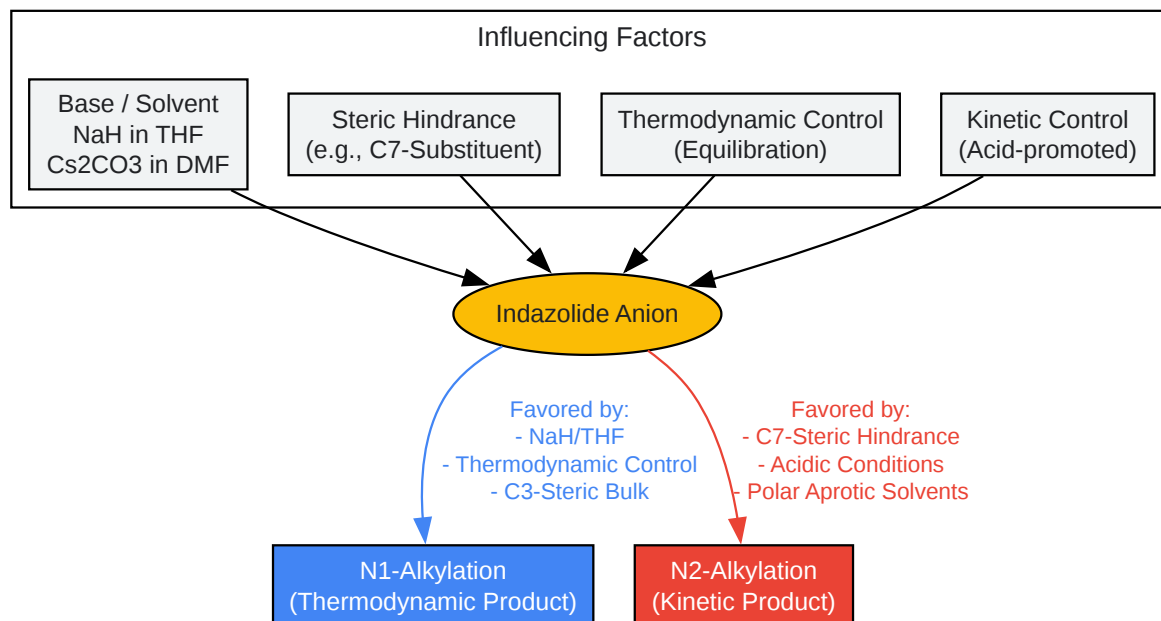 Influencing Factors
Base / Solvent
NaH in THF
Cs2CO3 in DMF
Steric Hindrance
(e.g., C7-Substituent)
Thermodynamic Control
(Equilibration)
Kinetic Control
(Acid-promoted)
Indazolide Anion
Favored by:
- NaH/THF
- Thermodynamic Control
- C3-Steric Bulk
Favored by:
- C7-Steric Hindrance
- Acidic Conditions
- Polar Aprotic Solvents
N1-Alkylation
(Thermodynamic Product)
N2-Alkylation
(Kinetic Product)